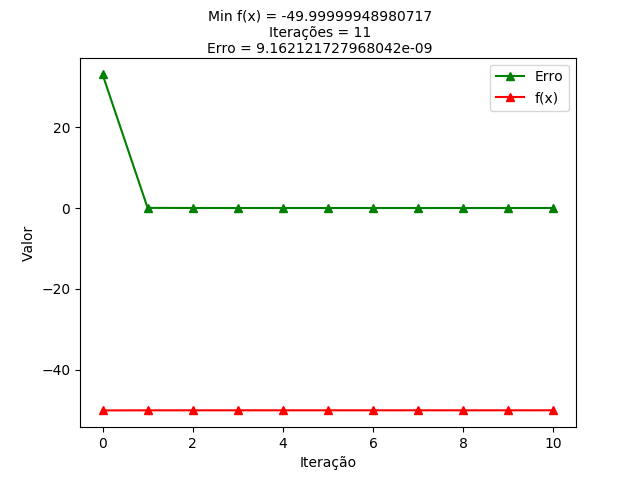 Min f(x) = -49.99999948980717
Iterações = 11
Erro = 9.162121727968042e-09
Erro
f(x)
20
0
−20
−40
Valor
0 2 4 6 8 10
Iteração